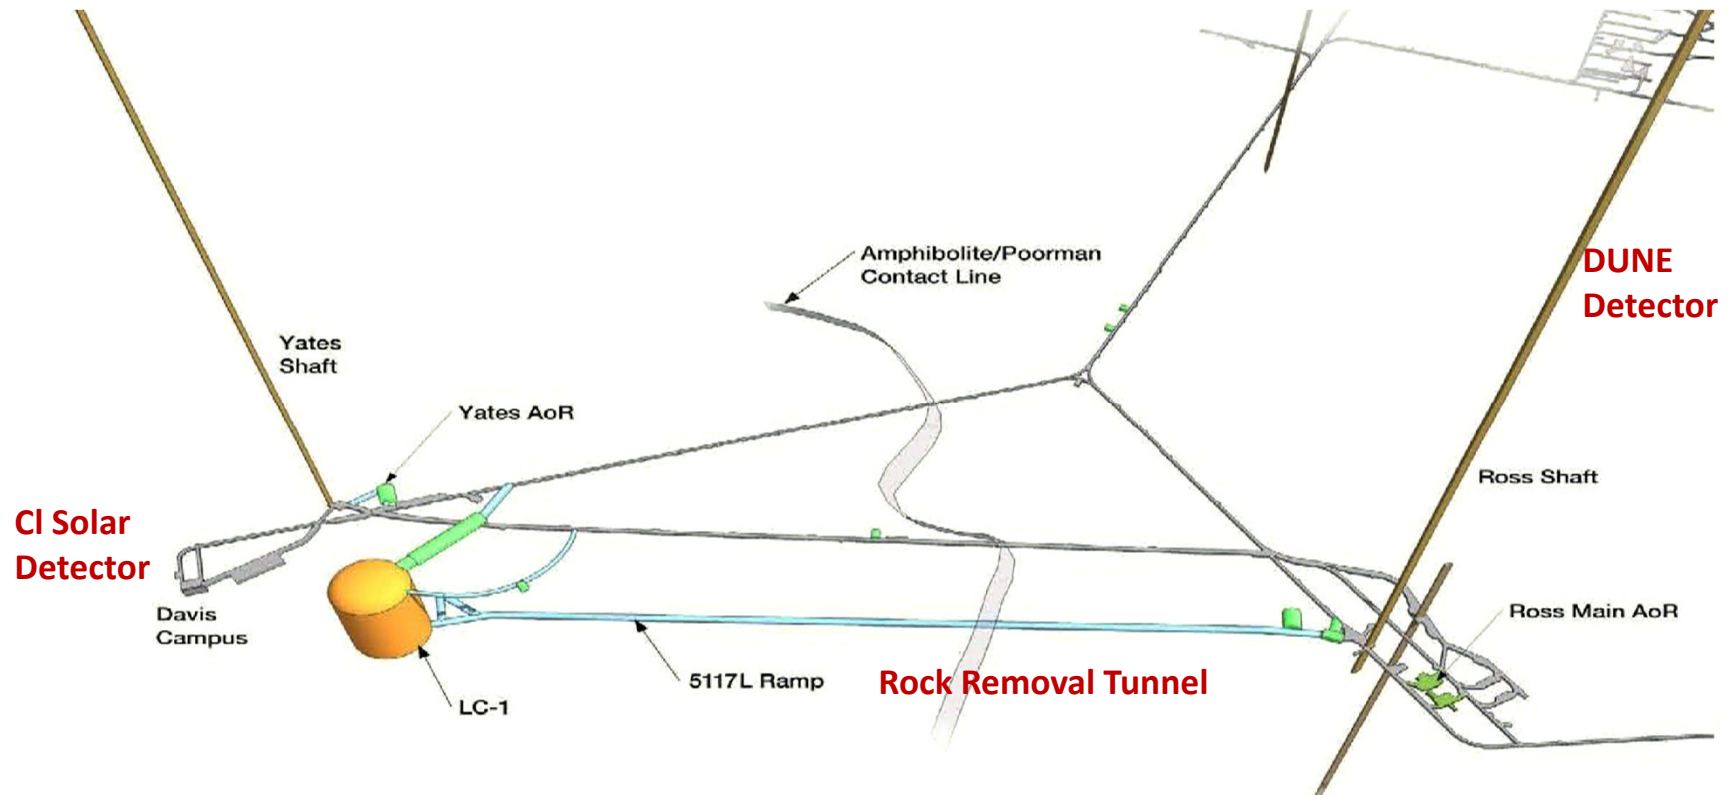 Amphibolite/Poorman
Contact Line
DUNE
Detector
Yates
Shaft
Yates AoR
Ross Shaft
Cl Solar
Detector
Davis
Campus
Ross Main AoR
5117L Ramp
Rock Removal Tunnel
LC-1